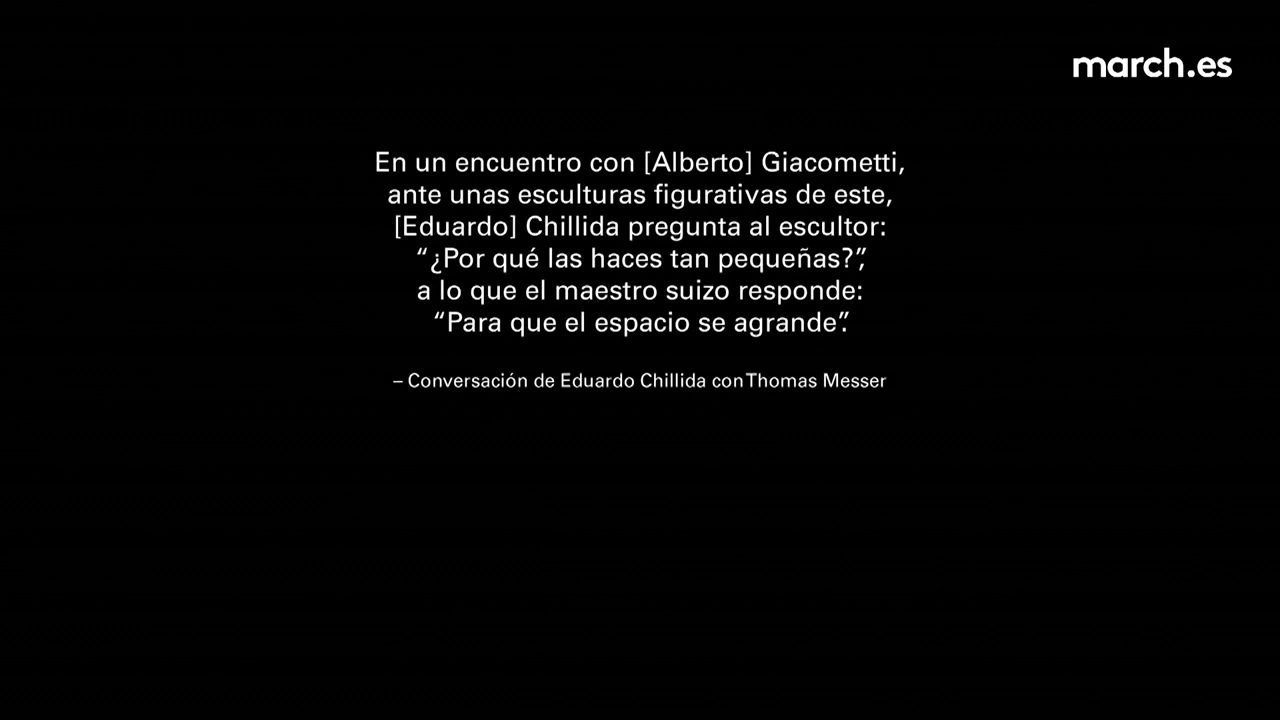 march.es
En un encuentro con [Alberto] Giacometti,
ante unas esculturas figurativas de este,
[Eduardo] Chillida pregunta al escultor:
“¿Por qué las haces tan pequeñas?”,
a lo que el maestro suizo responde:
“Para que el espacio se agrande”.
– Conversación de Eduardo Chillida con Thomas Messer